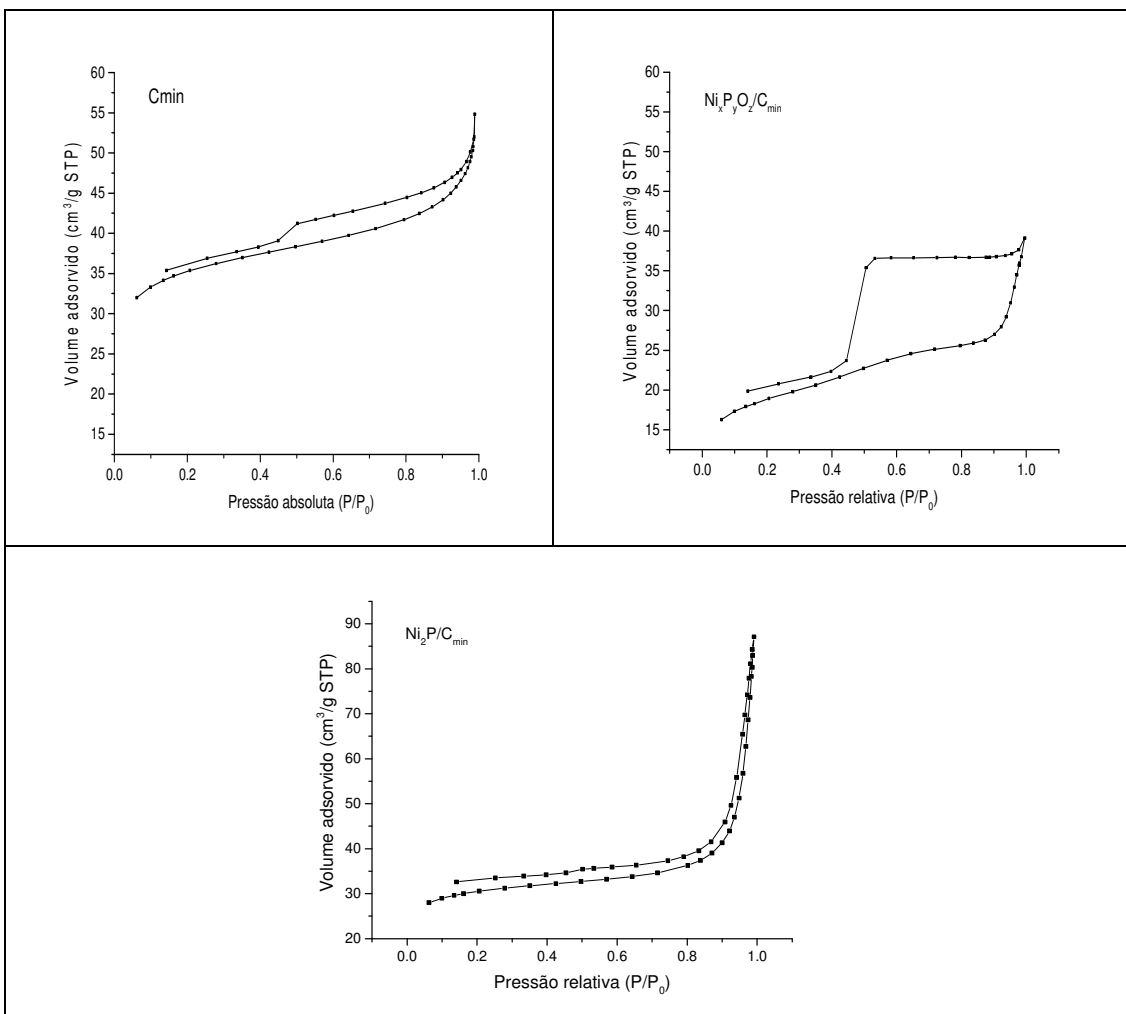 Cmin
Volume adsorvido (cm³/g STP)
60
55
50
45
40
35
30
25
20
15
0.0 0.2 0.4 0.6 0.8 1.0
Pressão absoluta (P/P₀)
NiₓPᵧO_z/C_min
Volume adsorvido (cm³/g STP)
60
55
50
45
40
35
30
25
20
15
0.0 0.2 0.4 0.6 0.8 1.0
Pressão relativa (P/P₀)
Ni₂P/C_min
Volume adsorvido (cm³/g STP)
90
80
70
60
50
40
30
20
0.0 0.2 0.4 0.6 0.8 1.0
Pressão relativa (P/P₀)